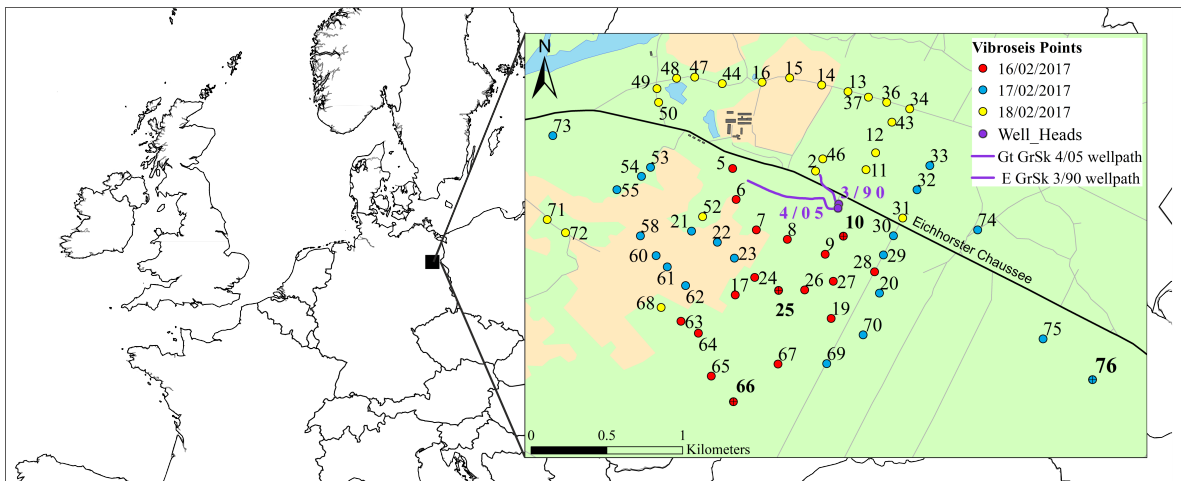 N
Vibroseis Points
16/02/2017
17/02/2017
18/02/2017
Well_Heads
Gt GrSk 4/05 wellpath
E GrSk 3/90 wellpath
48 47 44 16 15 14 13
49 37 36 34
50 43
73 12
53 5 2 46 33
54 11
55 6 3/90 32
4/05
71 52 31
72 58 21 22 7 8 10 30 74
Eichhorster Chaussee
60 23 9 29
61 24 28
62 17 26 27 20
68 25
63 19
64 70 75
65 67 69 76
66
0 0.5 1
Kilometers